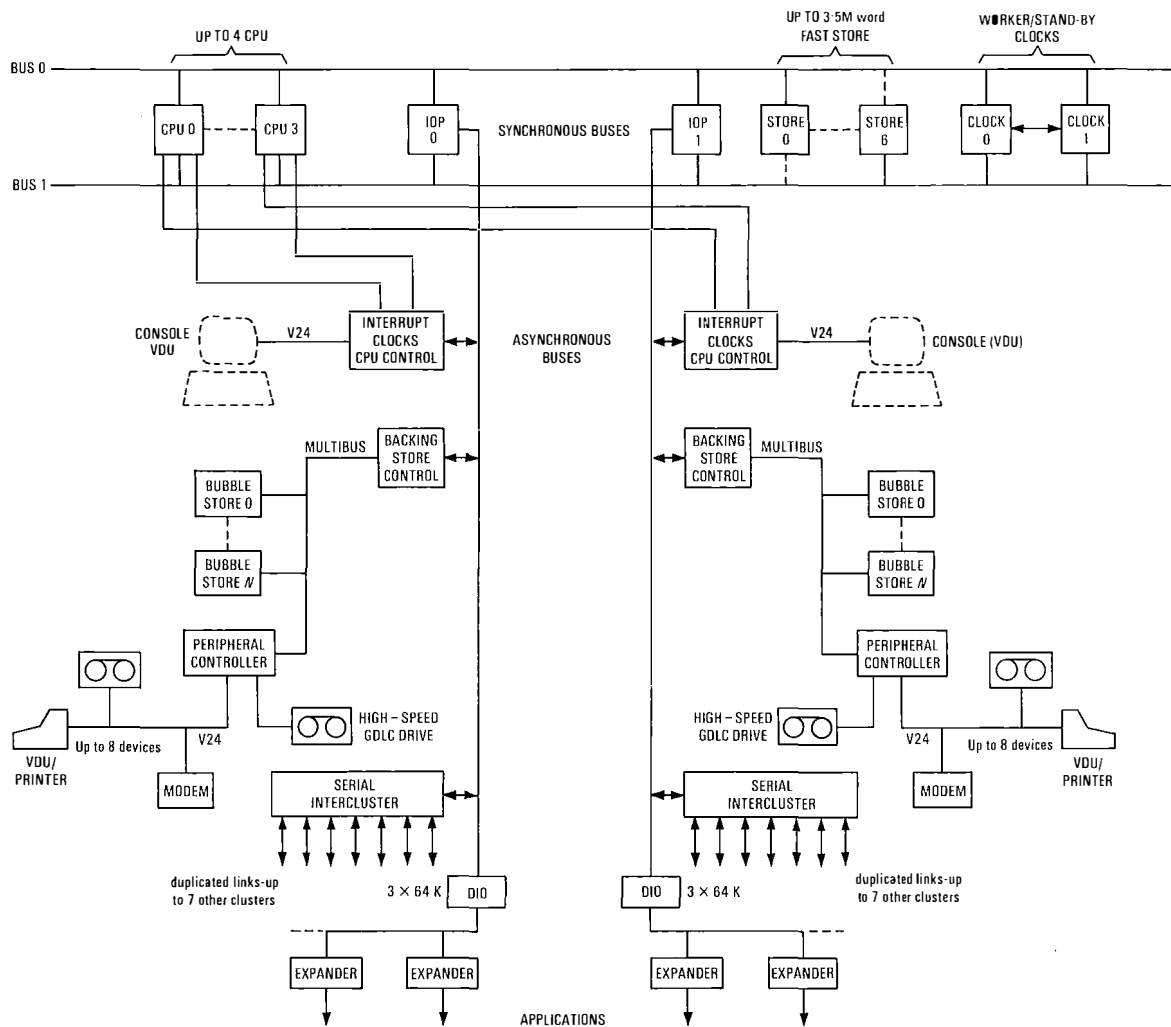 UP TO 4 CPU
UP TO 3·5M word
FAST STORE
WORKER/STAND-BY
CLOCKS
BUS 0
CPU 0
CPU 3
IOP
0
SYNCHRONOUS BUSES
IOP
1
STORE
0
STORE
6
CLOCK
0
CLOCK
1
BUS 1
CONSOLE
VDU
V24
INTERRUPT
CLOCKS
CPU CONTROL
ASYNCHRONOUS
BUSES
INTERRUPT
CLOCKS
CPU CONTROL
V24
CONSOLE (VDU)
MULTIBUS
BACKING
STORE
CONTROL
BACKING
STORE
CONTROL
MULTIBUS
BUBBLE
STORE 0
BUBBLE
STORE N
BUBBLE
STORE 0
BUBBLE
STORE N
PERIPHERAL
CONTROLLER
PERIPHERAL
CONTROLLER
VDU/
PRINTER
Up to 8 devices
V24
MODEM
HIGH – SPEED
GDLC DRIVE
HIGH – SPEED
GDLC DRIVE
V24
MODEM
Up to 8 devices
VDU/
PRINTER
SERIAL
INTERCLUSTER
SERIAL
INTERCLUSTER
duplicated links-up
to 7 other clusters
3 × 64 K
DIO
DIO
3 × 64 K
duplicated links-up
to 7 other clusters
EXPANDER
EXPANDER
EXPANDER
EXPANDER
APPLICATIONS